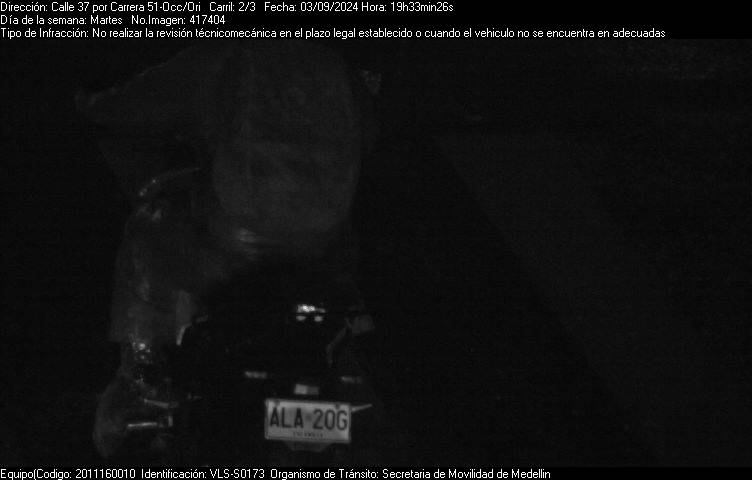 Dirección: Calle 37 por Carrera 51-Occ/Ori Carril: 2/3 Fecha: 03/09/2024 Hora: 19h33min26s
Día de la semana: Martes No.Imagen: 417404
Tipo de Infracción: No realizar la revisión técnicomecánica en el plazo legal establecido o cuando el vehiculo no se encuentra en adecuadas
ALA 20G
Equipo(Codigo: 2011160010 Identificación: VLS-S0173 Organismo de Tránsito: Secretaria de Movilidad de Medellin